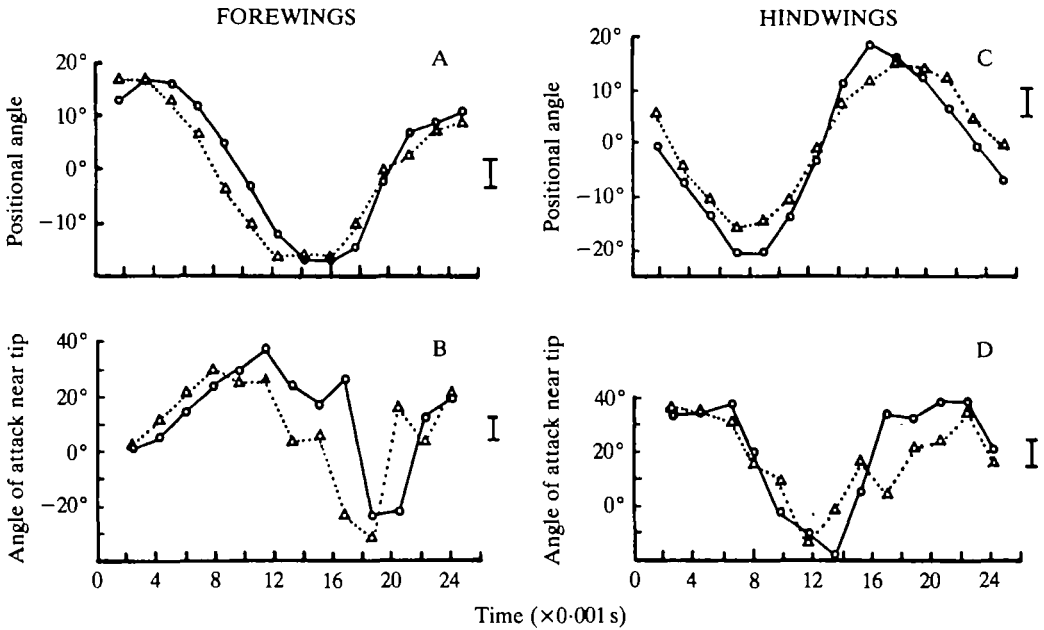 FOREWINGS
HINDWINGS
A
C
Positional angle
20°
10°
0°
−10°
Positional angle
20°
10°
0°
−10°
−20°
B
D
Angle of attack near tip
40°
20°
0°
−20°
Angle of attack near tip
40°
20°
0°
0 4 8 12 16 20 24
0 4 8 12 16 20 24
Time (×0·001 s)